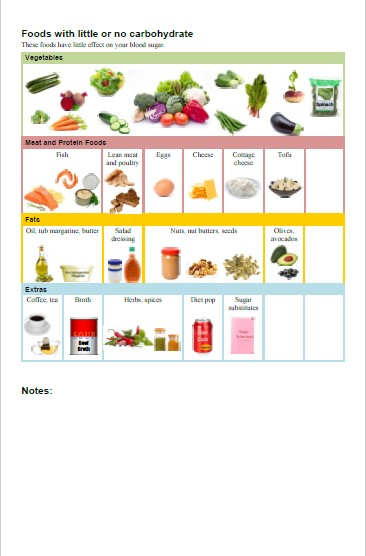 Foods with little or no carbohydrate
These foods have little effect on your blood sugar.
Vegetables
Spinach
Meat and Protein Foods
Fish
Lean meat and poultry
Eggs
Cheese
Cottage cheese
Tofu
Fats
Oil, tub margarine, butter
Salad dressing
Nuts, nut butters, seeds
Olives, avocados
Extras
Coffee, tea
Broth
Herbs, spices
Diet pop
Sugar substitutes
SOUP
Beef
Broth
Diet
Notes: